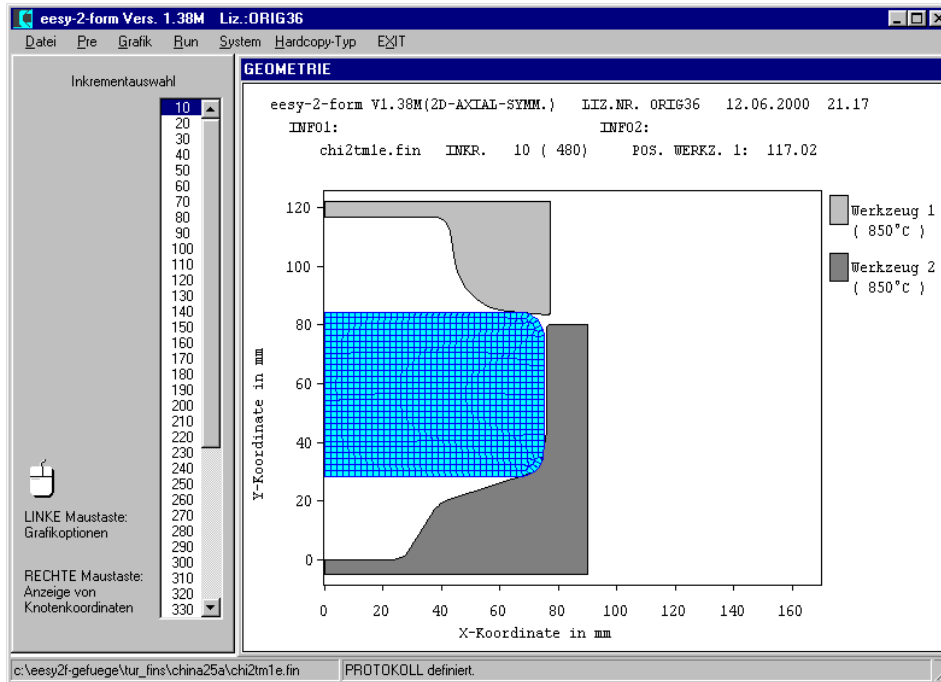 eesy-2-form Vers. 1.38M Liz.:ORIG36
Datei Pre Grafik Run System Hardcopy-Typ EXIT
Inkrementauswahl
10
20
30
40
50
60
70
80
90
100
110
120
130
140
150
160
170
180
190
200
210
220
230
240
250
260
270
280
290
300
310
320
330
LINKE Maustaste:
Grafikoptionen
RECHTE Maustaste:
Anzeige von
Knotenkoordinaten
GEOMETRIE
eesy-2-form V1.38M(2D-AXIAL-SYMM.) LIZ.NR. ORIG36 12.06.2000 21.17
INFO1: INFO2:
chi2tm1e.fin INKR. 10 ( 480) POS. WERKZ. 1: 117.02
Y-Koordinate in mm
120
100
80
60
40
20
0
0 20 40 60 80 100 120 140 160
X-Koordinate in mm
Werkzeug 1
( 850°C )
Werkzeug 2
( 850°C )
c:\eesy2f-gefuege\tur_fins\china25a\chi2tm1e.fin
PROTOKOLL definiert.